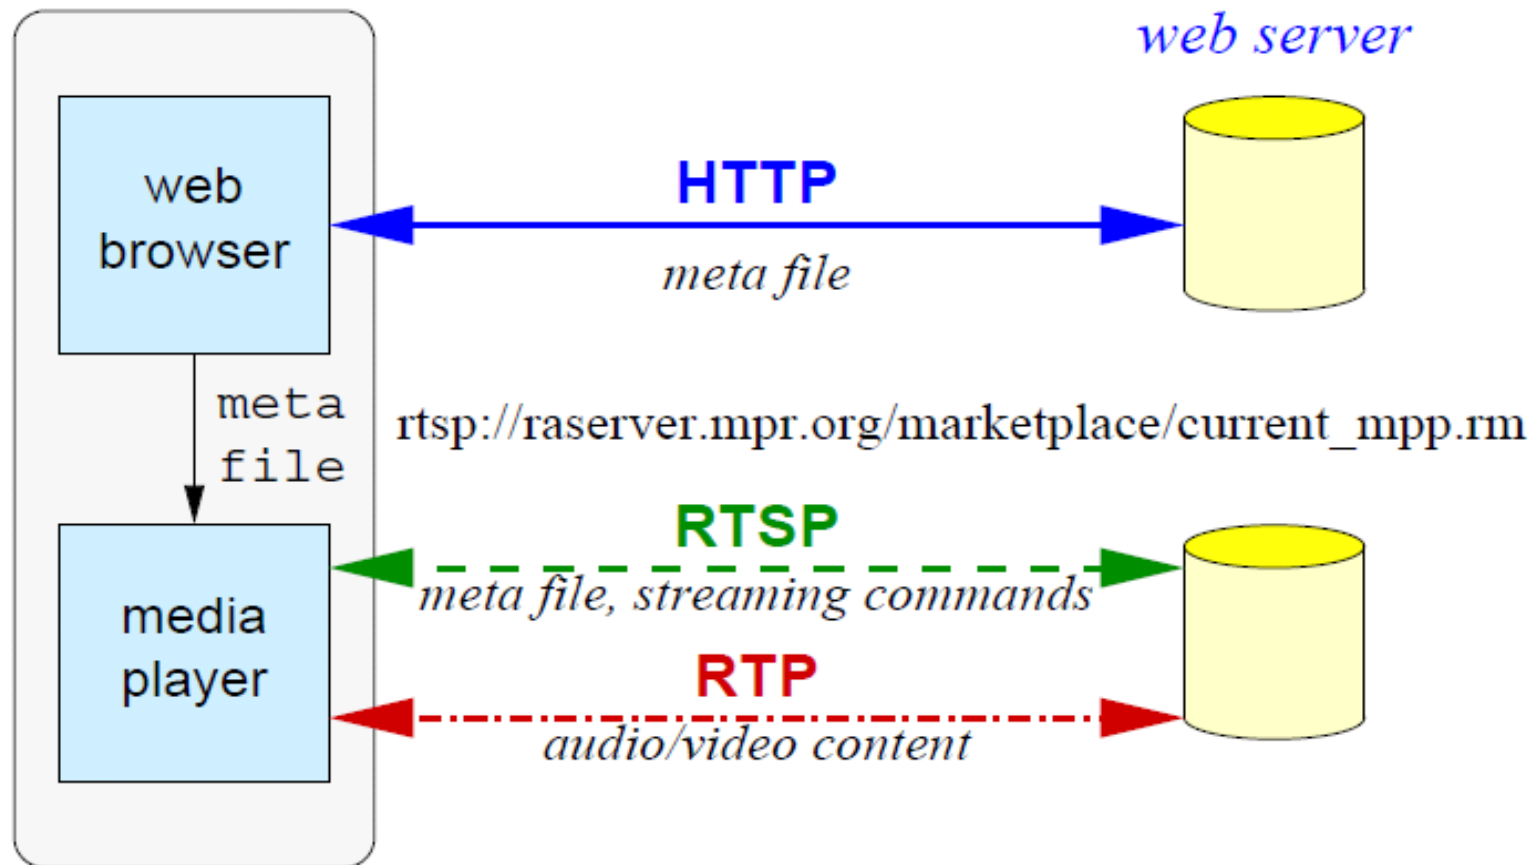 web server
web
browser
HTTP
meta file
meta
file
rtsp://raserver.mpr.org/marketplace/current_mpp.rm
RTSP
meta file, streaming commands
media
player
RTP
audio/video content